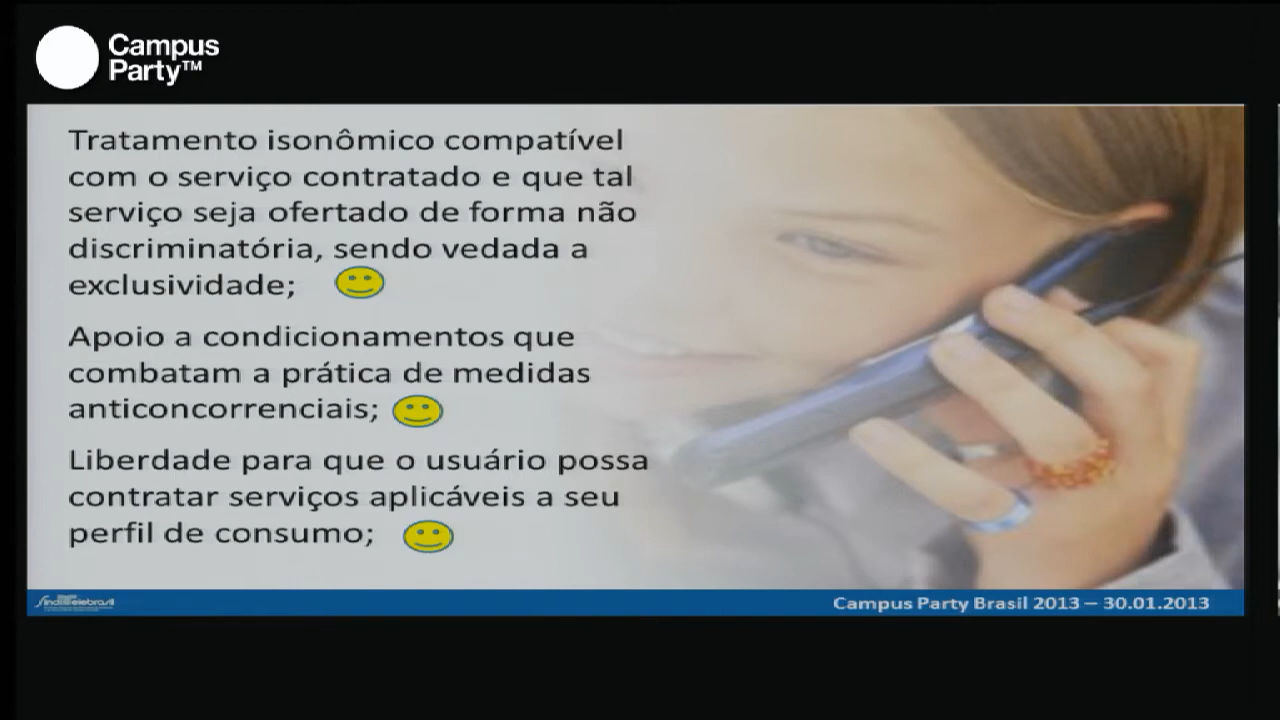 Campus
Party™
Tratamento isonômico compatível
com o serviço contratado e que tal
serviço seja ofertado de forma não
discriminatória, sendo vedada a
exclusividade;
Apoio a condicionamentos que
combatam a prática de medidas
anticoncorrenciais;
Liberdade para que o usuário possa
contratar serviços aplicáveis a seu
perfil de consumo;
Sinditelebrasil
Campus Party Brasil 2013 – 30.01.2013